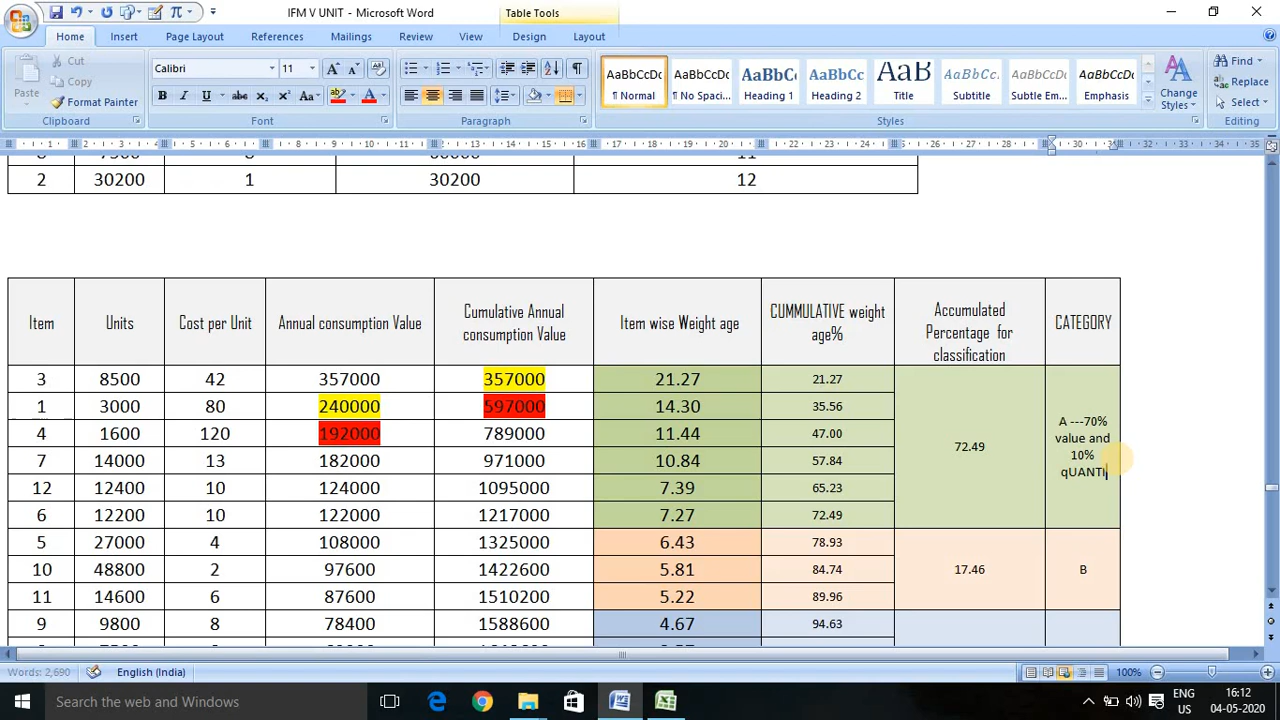 IFM V UNIT - Microsoft Word
Table Tools
Home Insert Page Layout References Mailings Review View Design Layout
Paste
Cut
Copy
Format Painter
Clipboard
Calibri 11
Font
Paragraph
AaBbCcDc AaBbCcDc AaBbCc AaBbCc AaB AaBbCc. AaBbCcDc AaBbCcDc
¶ Normal ¶ No Spaci... Heading 1 Heading 2 Title Subtitle Subtle Em... Emphasis
Change Styles
Styles
Find
Replace
Select
Editing
2 30200 1 30200 12
Item Units Cost per Unit Annual consumption Value Cumulative Annual consumption Value Item wise Weight age CUMMULATIVE weight age% Accumulated Percentage for classification CATEGORY
3 8500 42 357000 357000 21.27 21.27
1 3000 80 240000 597000 14.30 35.56
4 1600 120 192000 789000 11.44 47.00
72.49
A ---70%
value and
10%
qUANTI
7 14000 13 182000 971000 10.84 57.84
12 12400 10 124000 1095000 7.39 65.23
6 12200 10 122000 1217000 7.27 72.49
5 27000 4 108000 1325000 6.43 78.93
10 48800 2 97600 1422600 5.81 84.74 17.46 B
11 14600 6 87600 1510200 5.22 89.96
9 9800 8 78400 1588600 4.67 94.63
Words: 2,690 English (India) 100%
Search the web and Windows
ENG 16:12
US 04-05-2020